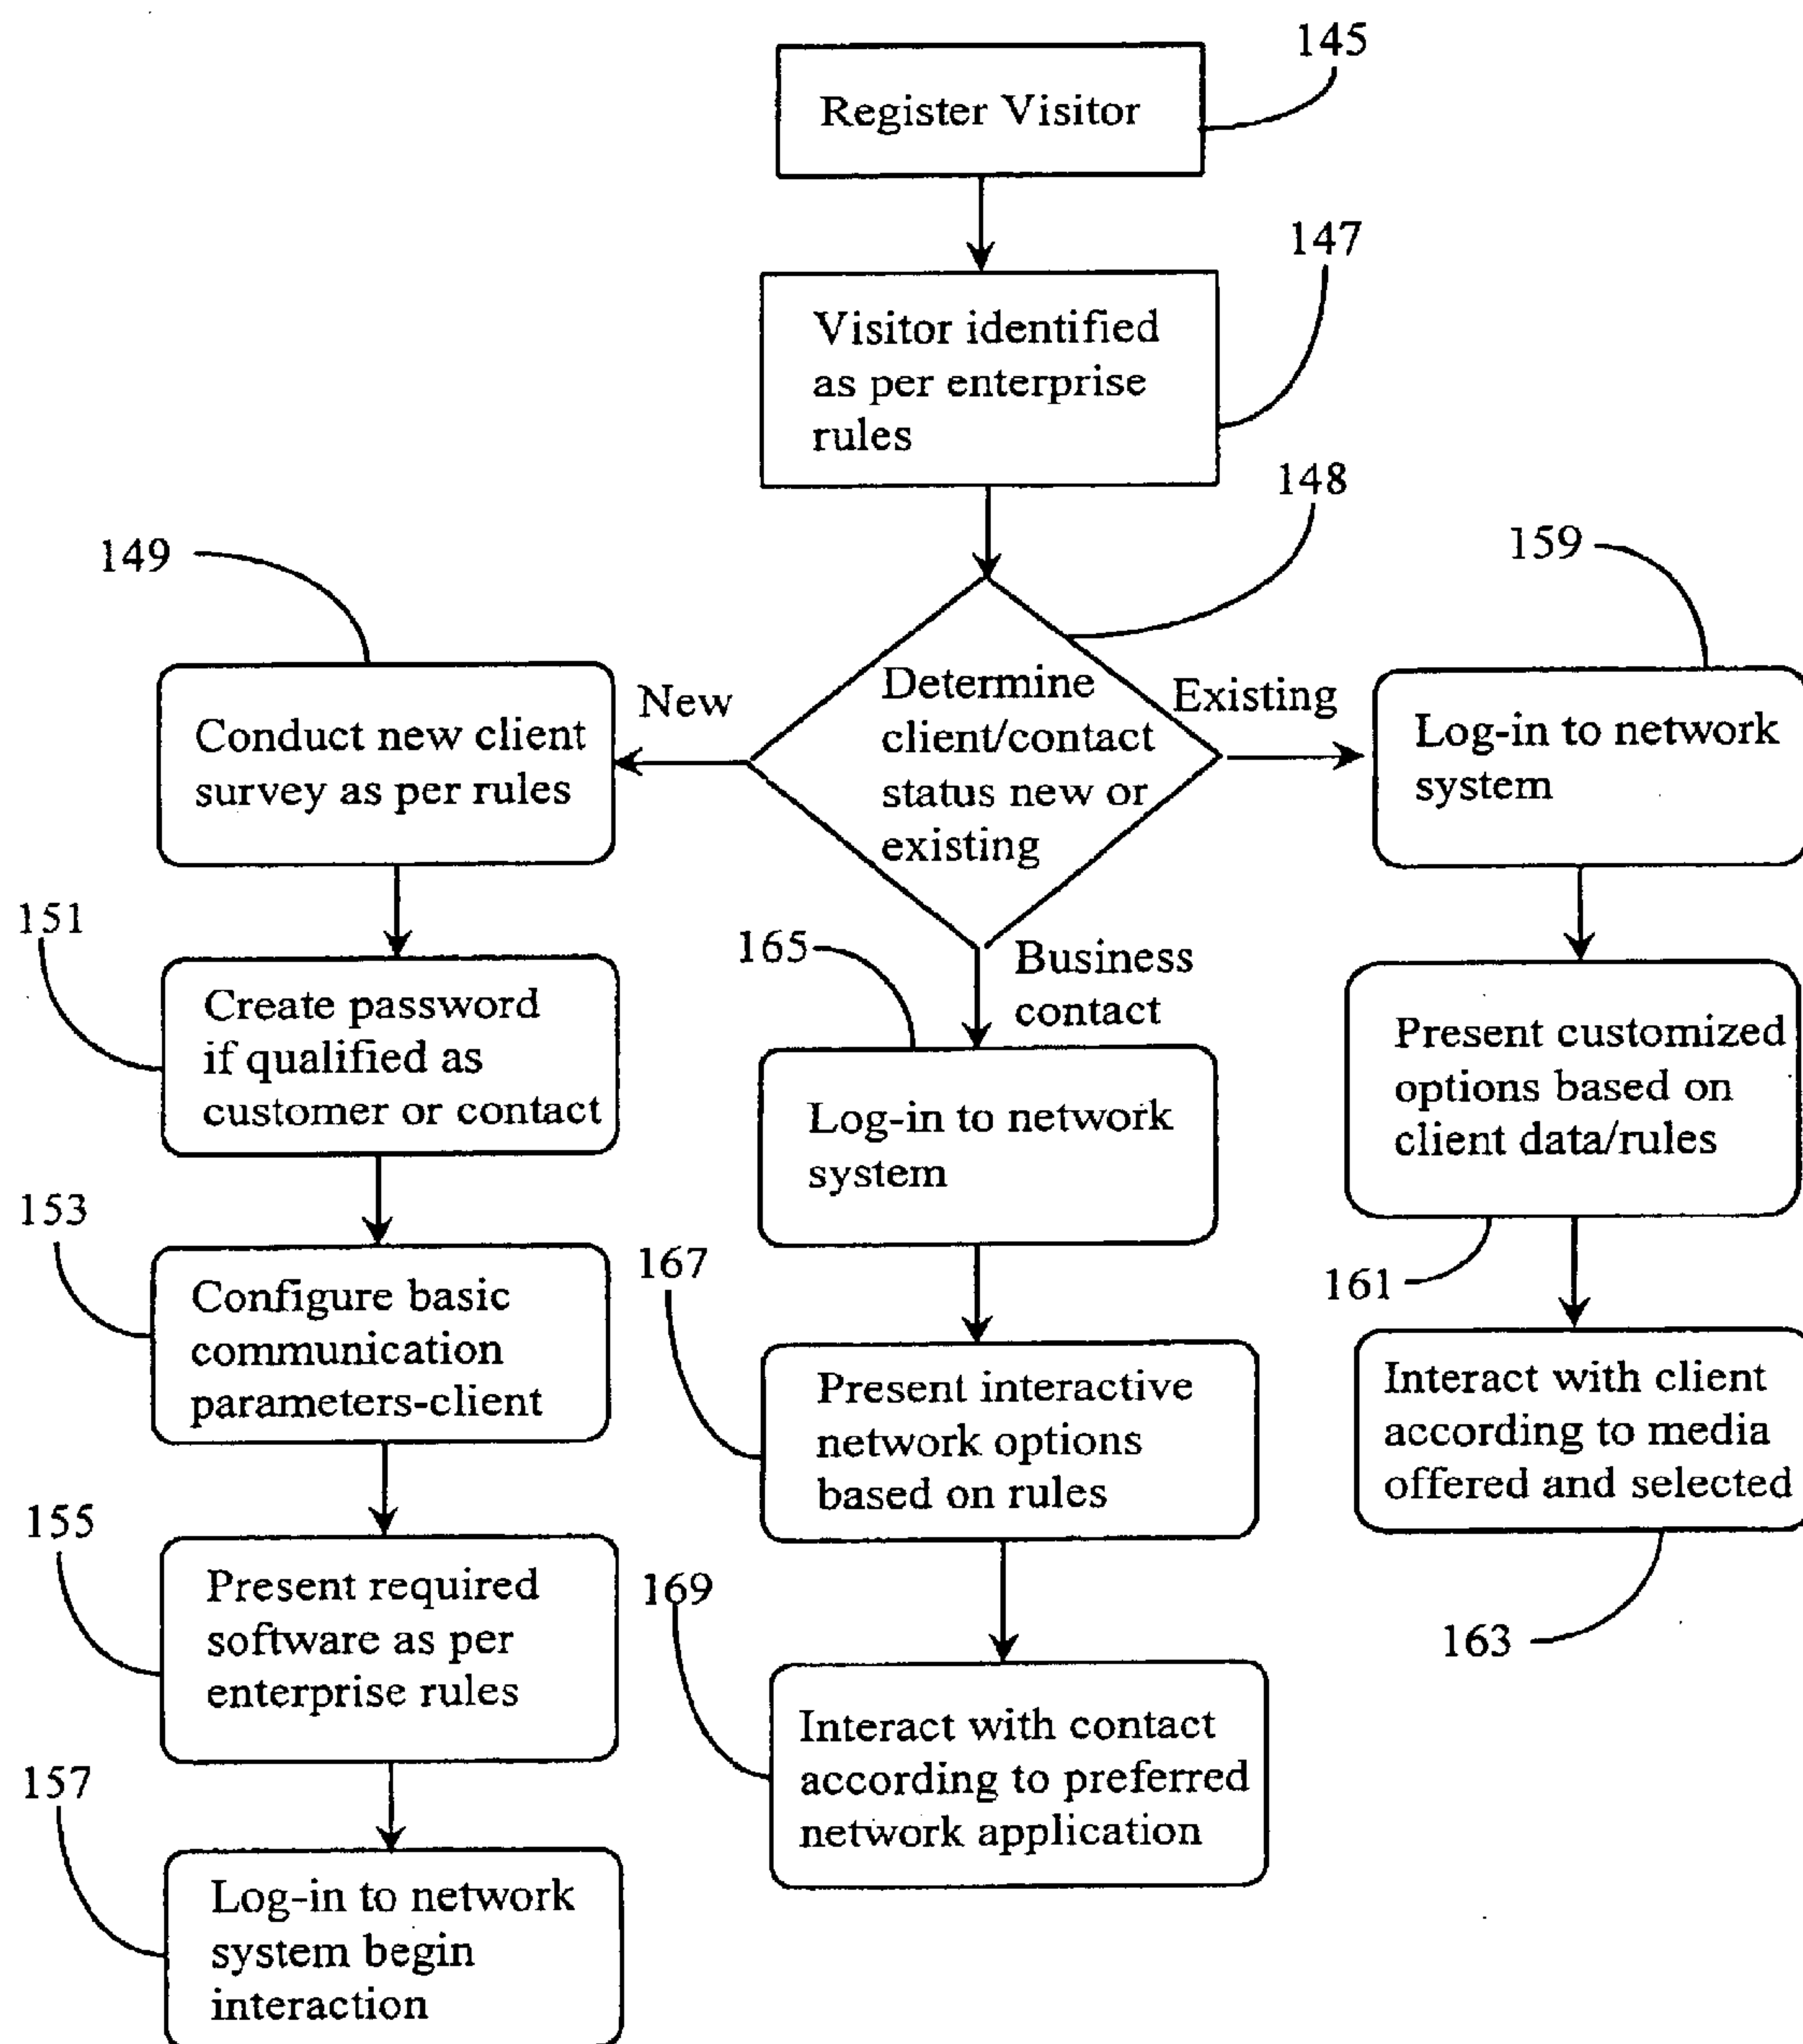 145
Register Visitor
147
Visitor identified
as per enterprise
rules
148
149
159
New
Determine
client/contact
status new or
existing
Existing
Conduct new client
survey as per rules
Log-in to network
system
151
165
Business
contact
Create password
if qualified as
customer or contact
Present customized
options based on
client data/rules
Log-in to network
system
153
161
167
Configure basic
communication
parameters-client
Present interactive
network options
based on rules
Interact with client
according to media
offered and selected
155
169
163
Present required
software as per
enterprise rules
Interact with contact
according to preferred
network application
157
Log-in to network
system begin
interaction